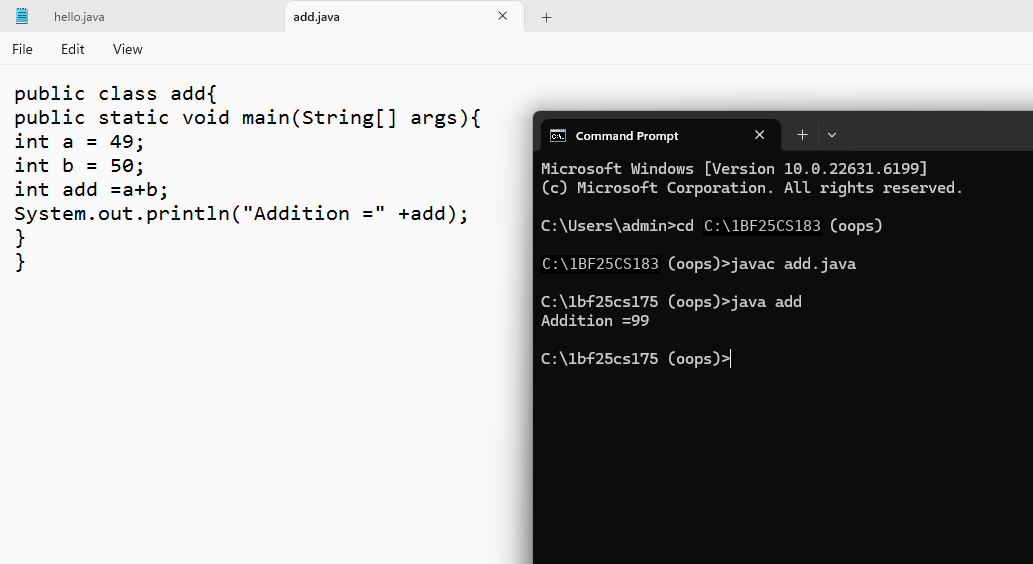 hello.java
add.java
File Edit View
public class add{
public static void main(String[] args){
int a = 49;
int b = 50;
int add =a+b;
System.out.println("Addition =" +add);
}
}
Command Prompt
Microsoft Windows [Version 10.0.22631.6199]
(c) Microsoft Corporation. All rights reserved.
C:\Users\admin>cd C:\1BF25CS183 (oops)
C:\1BF25CS183 (oops)>javac add.java
C:\1bf25cs175 (oops)>java add
Addition =99
C:\1bf25cs175 (oops)>